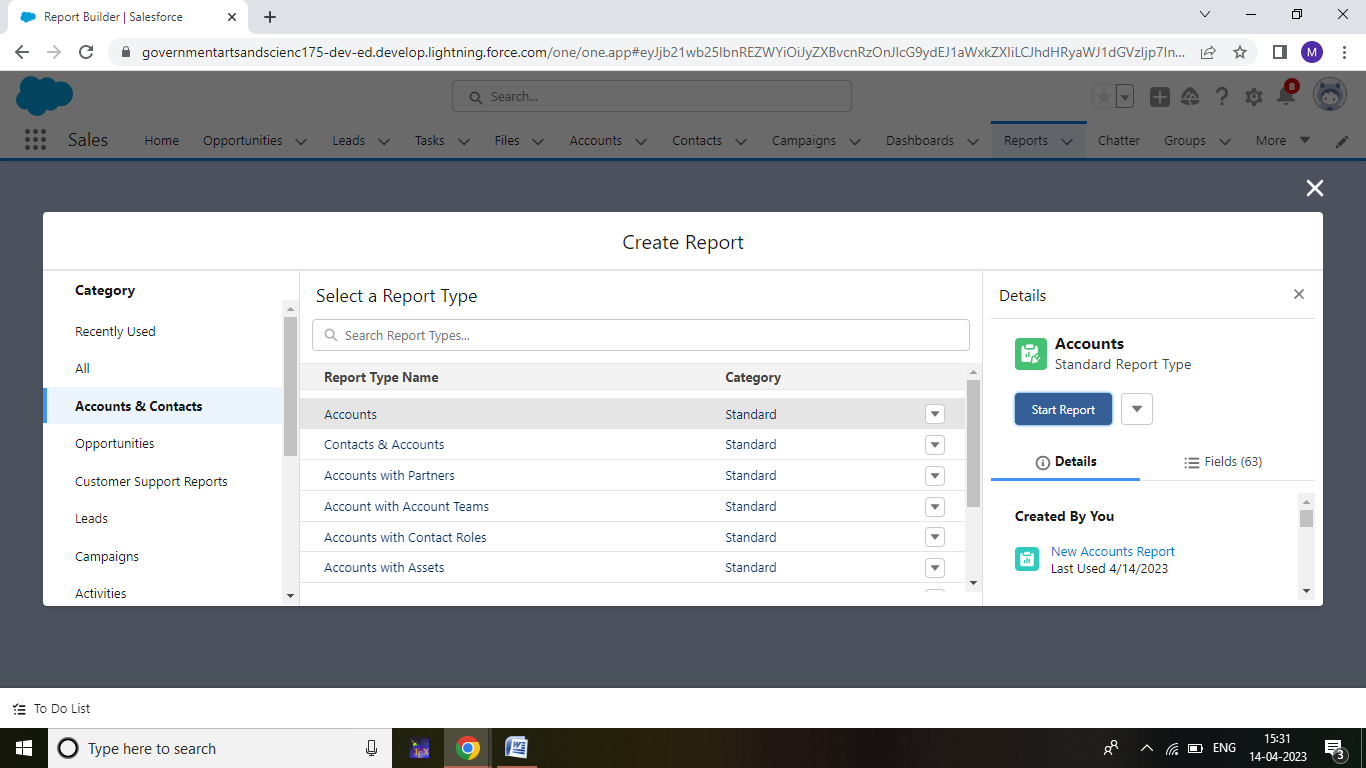 Report Builder | Salesforce
governmentartsandscienc175-dev-ed.develop.lightning.force.com/one/one.app#eyJjb21wb25lbnREZWYiOiJyZXBvcnRzOnJlcG9ydEJ1aWxkZXIiLCJhdHRyaWJ1dGVzIjp7In...
M
Search...
8
Sales Home Opportunities Leads Tasks Files Accounts Contacts Campaigns Dashboards Reports Chatter Groups More
Create Report
Category
Recently Used
All
Accounts & Contacts
Opportunities
Customer Support Reports
Leads
Campaigns
Activities
Select a Report Type
Search Report Types...
Report Type Name Category
Accounts Standard
Contacts & Accounts Standard
Accounts with Partners Standard
Account with Account Teams Standard
Accounts with Contact Roles Standard
Accounts with Assets Standard
Details
Accounts
Standard Report Type
Start Report
Details Fields (63)
Created By You
New Accounts Report
Last Used 4/14/2023
To Do List
Type here to search
ENG
15:31
14-04-2023
3